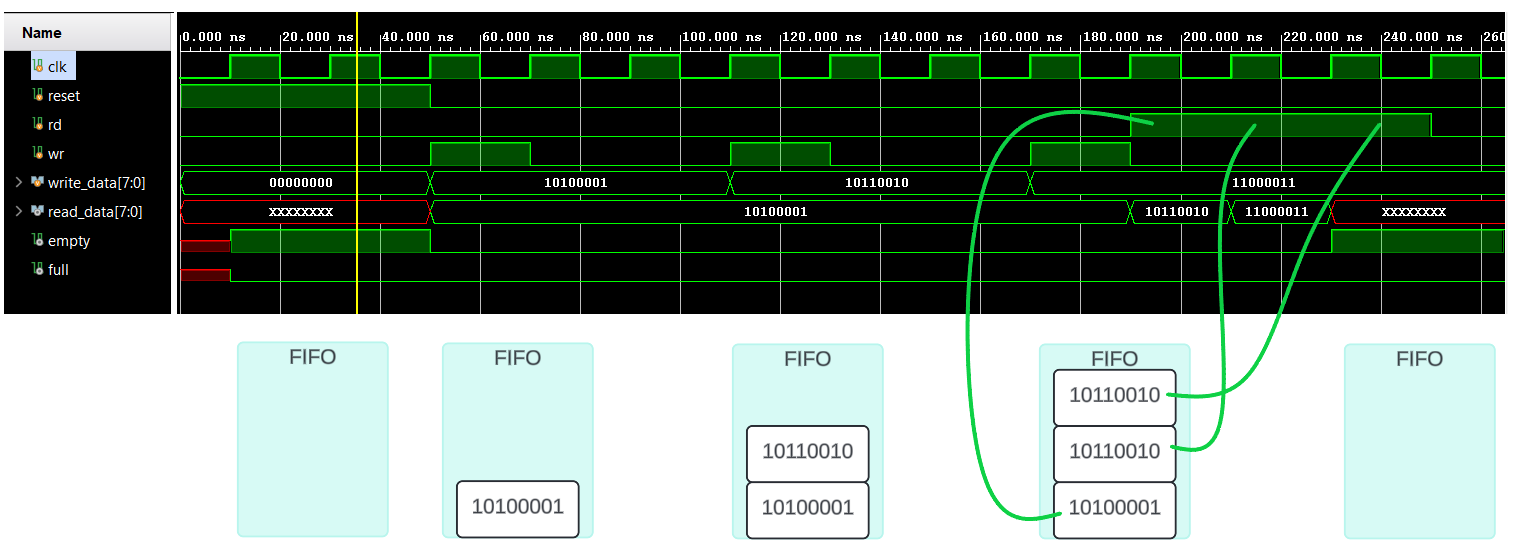 Name
0.000 ns 20.000 ns 40.000 ns 60.000 ns 80.000 ns 100.000 ns 120.000 ns 140.000 ns 160.000 ns 180.000 ns 200.000 ns 220.000 ns 240.000 ns 260
clk
reset
rd
wr
write_data[7:0] 00000000 10100001 10110010 11000011
read_data[7:0] XXXXXXXX 10100001 10110010 11000011 XXXXXXXX
empty
full
FIFO FIFO FIFO FIFO FIFO
10110010
10110010 10110010
10100001 10100001 10100001